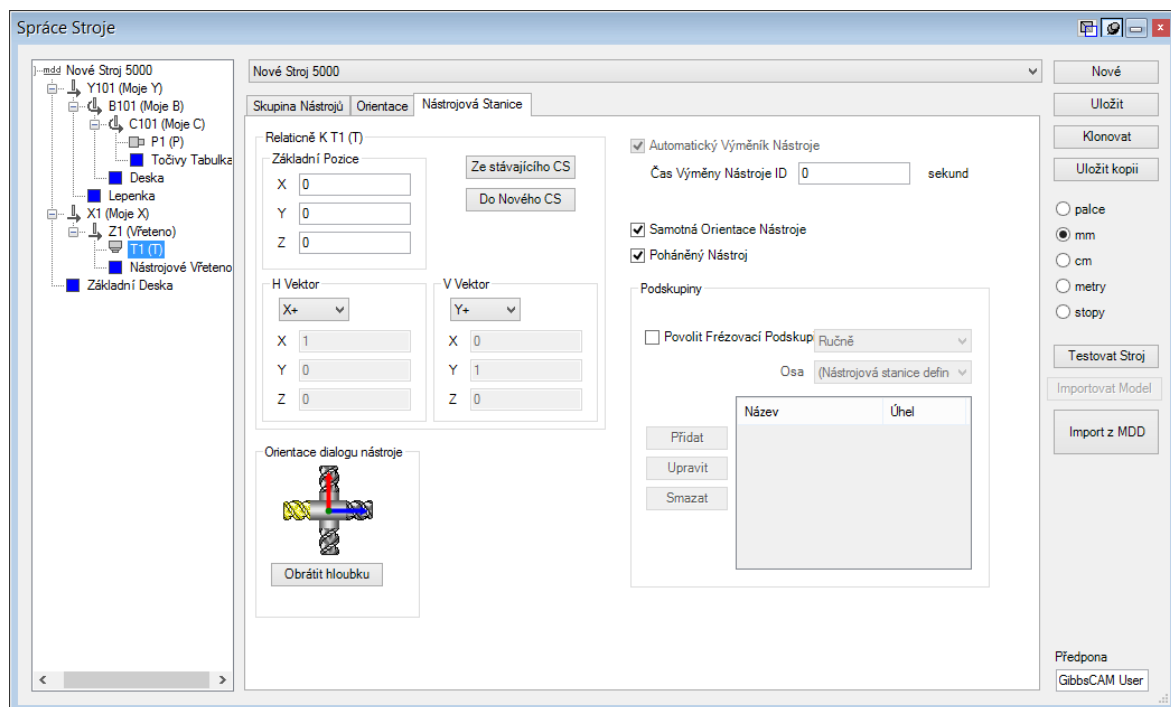 Spráce Stroje
mdd Nové Stroj 5000
Y101 (Moje Y)
B101 (Moje B)
C101 (Moje C)
P1 (P)
Točivy Tabulka
Deska
Lepenka
X1 (Moje X)
Z1 (Vřeteno)
T1 (T)
Nástrojové Vřeteno
Základní Deska
Nové Stroj 5000
Skupina Nástrojů
Orientace
Nástrojová Stanice
Relaticně K T1 (T)
Základní Pozice
X 0
Y 0
Z 0
Ze stávajícího CS
Do Nového CS
H Vektor
X+
X 1
Y 0
Z 0
V Vektor
Y+
X 0
Y 1
Z 0
Orientace dialogu nástroje
Obrátit hloubku
Automatický Výměník Nástroje
Čas Výměny Nástroje ID 0 sekund
Samotná Orientace Nástroje
Poháněný Nástroj
Podskupiny
Povolit Frézovací Podskup Ručně
Osa (Nástrojová stanice defin
Název Úhel
Přidat
Upravit
Smazat
Nové
Uložit
Klonovat
Uložit kopii
palce
mm
cm
metry
stopy
Testovat Stroj
Importovat Model
Import z MDD
Předpona
GibbsCAM User